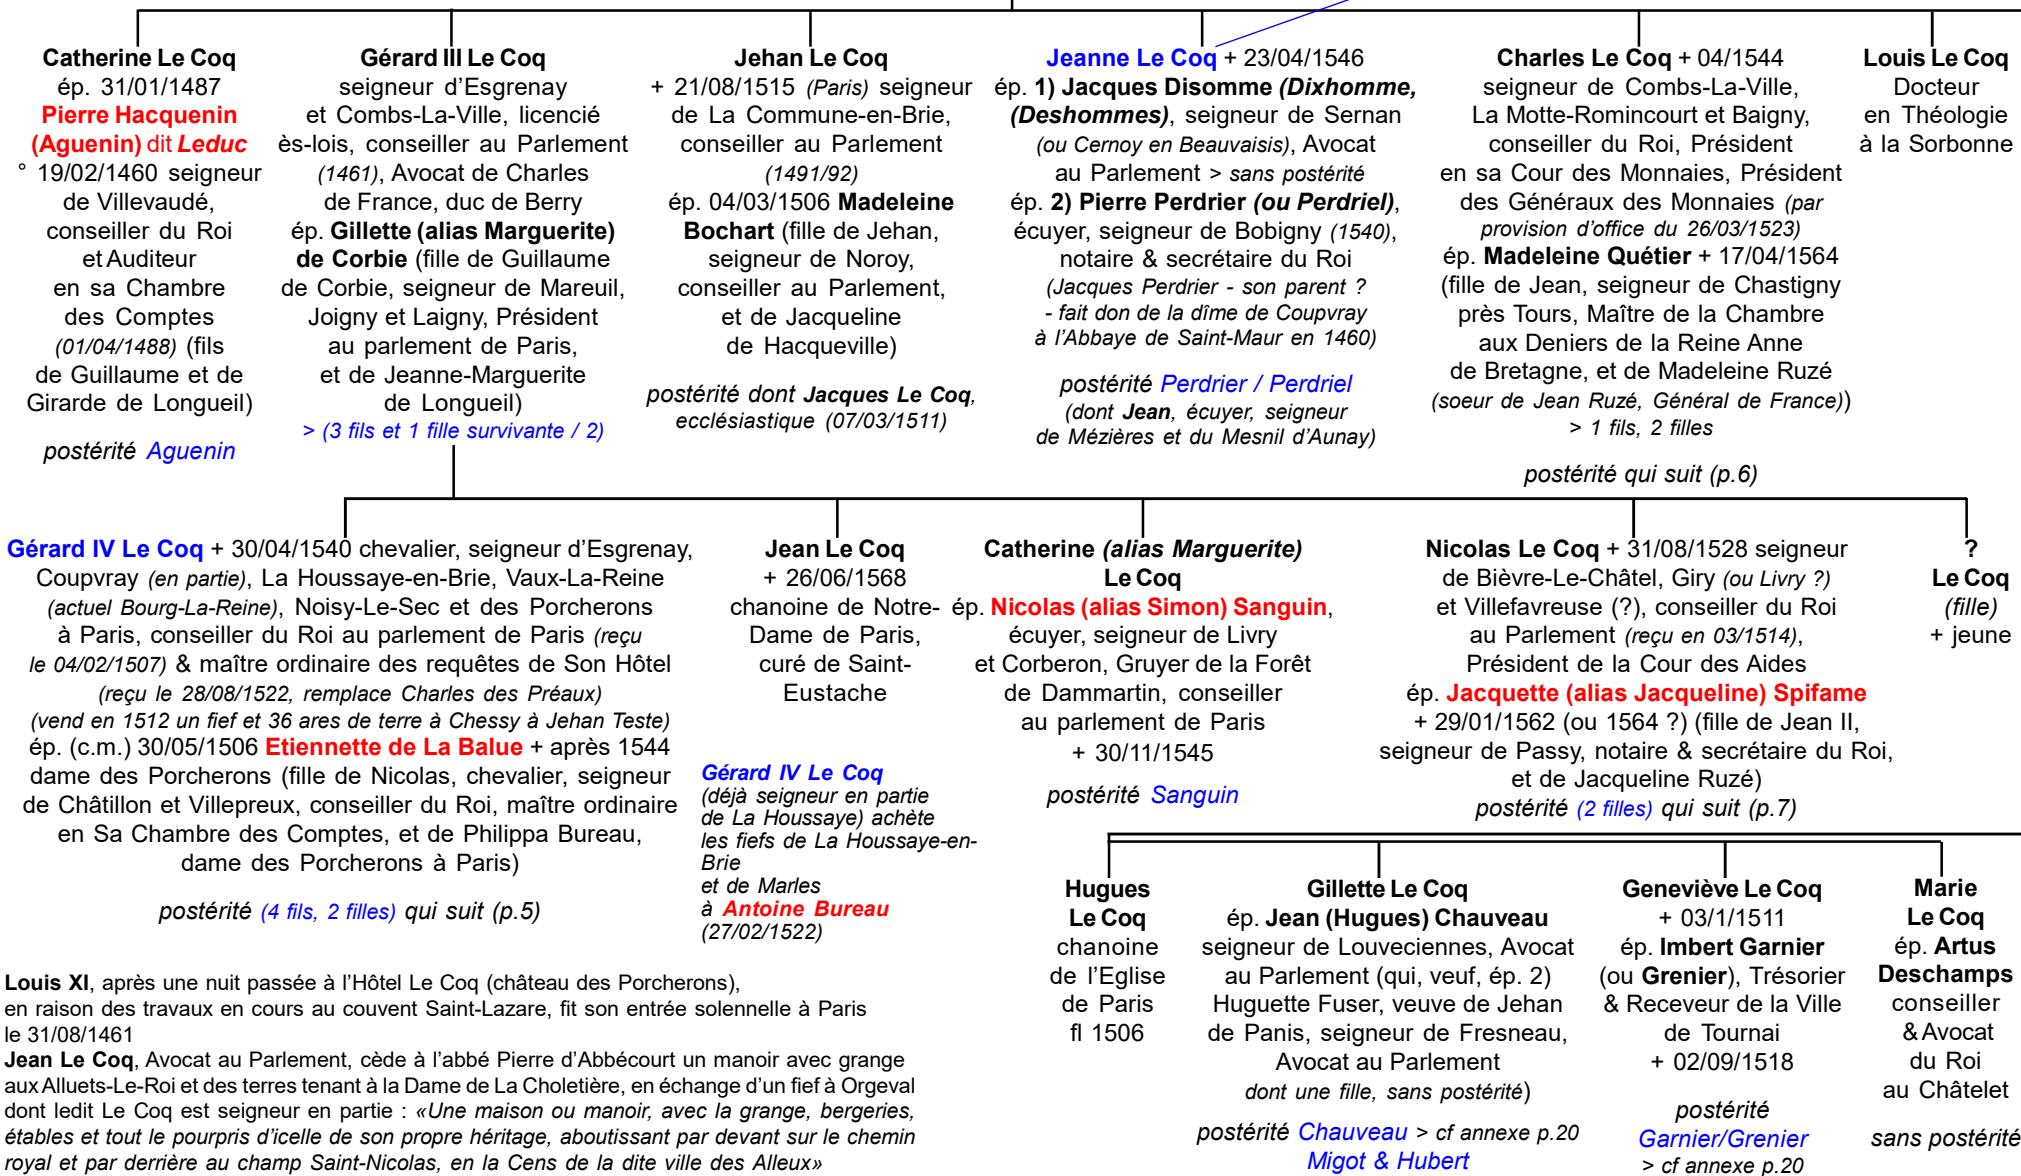 Catherine Le Coq
ép. 31/01/1487
Pierre Hacquenin
(Aguenin) dit Leduc
° 19/02/1460 seigneur
de Villevaudé,
conseiller du Roi
et Auditeur
en sa Chambre
des Comptes
(01/04/1488) (fils
de Guillaume et de
Girarde de Longueil)
postérité Aguenin
Gérard III Le Coq
seigneur d’Esgrenay
et Combs-La-Ville, licencié
ès-lois, conseiller au Parlement
(1461), Avocat de Charles
de France, duc de Berry
ép. Gillette (alias Marguerite)
de Corbie (fille de Guillaume
de Corbie, seigneur de Mareuil,
Joigny et Laigny, Président
au parlement de Paris,
et de Jeanne-Marguerite
de Longueil)
> (3 fils et 1 fille survivante / 2)
Jehan Le Coq
+ 21/08/1515 (Paris) seigneur
de La Commune-en-Brie,
conseiller au Parlement
(1491/92)
ép. 04/03/1506 Madeleine
Bochart (fille de Jehan,
seigneur de Noroy,
conseiller au Parlement,
et de Jacqueline
de Hacqueville)
postérité dont Jacques Le Coq,
ecclésiastique (07/03/1511)
Jeanne Le Coq + 23/04/1546
ép. 1) Jacques Disomme (Dixhomme,
(Deshommes), seigneur de Sernan
(ou Cernoy en Beauvaisis), Avocat
au Parlement > sans postérité
ép. 2) Pierre Perdrier (ou Perdriel),
écuyer, seigneur de Bobigny (1540),
notaire & secrétaire du Roi
(Jacques Perdrier - son parent ?
- fait don de la dîme de Coupvray
à l’Abbaye de Saint-Maur en 1460)
postérité Perdrier / Perdriel
(dont Jean, écuyer, seigneur
de Mézières et du Mesnil d’Aunay)
Charles Le Coq + 04/1544
seigneur de Combs-La-Ville,
La Motte-Romincourt et Baigny,
conseiller du Roi, Président
en sa Cour des Monnaies, Président
des Généraux des Monnaies (par
provision d’office du 26/03/1523)
ép. Madeleine Quétier + 17/04/1564
(fille de Jean, seigneur de Chastigny
près Tours, Maître de la Chambre
aux Deniers de la Reine Anne
de Bretagne, et de Madeleine Ruzé
(soeur de Jean Ruzé, Général de France))
> 1 fils, 2 filles
postérité qui suit (p.6)
Louis Le Coq
Docteur
en Théologie
à la Sorbonne
Gérard IV Le Coq + 30/04/1540 chevalier, seigneur d’Esgrenay,
Coupvray (en partie), La Houssaye-en-Brie, Vaux-La-Reine
(actuel Bourg-La-Reine), Noisy-Le-Sec et des Porcherons
à Paris, conseiller du Roi au parlement de Paris (reçu
le 04/02/1507) & maître ordinaire des requêtes de Son Hôtel
(reçu le 28/08/1522, remplace Charles des Préaux)
(vend en 1512 un fief et 36 ares de terre à Chessy à Jehan Teste)
ép. (c.m.) 30/05/1506 Etiennette de La Balue + après 1544
dame des Porcherons (fille de Nicolas, chevalier, seigneur
de Châtillon et Villepreux, conseiller du Roi, maître ordinaire
en Sa Chambre des Comptes, et de Philippa Bureau,
dame des Porcherons à Paris)
postérité (4 fils, 2 filles) qui suit (p.5)
Jean Le Coq
+ 26/06/1568
chanoine de Notre-
Dame de Paris,
curé de Saint-
Eustache
Gérard IV Le Coq
(déjà seigneur en partie
de La Houssaye) achète
les fiefs de La Houssaye-en-
Brie
et de Marles
à Antoine Bureau
(27/02/1522)
Catherine (alias Marguerite)
Le Coq
ép. Nicolas (alias Simon) Sanguin,
écuyer, seigneur de Livry
et Corberon, Gruyer de la Forêt
de Dammartin, conseiller
au parlement de Paris
+ 30/11/1545
postérité Sanguin
Nicolas Le Coq + 31/08/1528 seigneur
de Bièvre-Le-Châtel, Giry (ou Livry ?)
et Villefavreuse (?), conseiller du Roi
au Parlement (reçu en 03/1514),
Président de la Cour des Aides
ép. Jacquette (alias Jacqueline) Spifame
+ 29/01/1562 (ou 1564 ?) (fille de Jean II,
seigneur de Passy, notaire & secrétaire du Roi,
et de Jacqueline Ruzé)
postérité (2 filles) qui suit (p.7)
?
Le Coq
(fille)
+ jeune
Hugues
Le Coq
chanoine
de l’Eglise
de Paris
fl 1506
Gillette Le Coq
ép. Jean (Hugues) Chauveau
seigneur de Louveciennes, Avocat
au Parlement (qui, veuf, ép. 2)
Huguette Fuser, veuve de Jehan
de Panis, seigneur de Fresneau,
Avocat au Parlement
dont une fille, sans postérité)
postérité Chauveau > cf annexe p.20
Migot & Hubert
Geneviève Le Coq
+ 03/1/1511
ép. Imbert Garnier
(ou Grenier), Trésorier
& Receveur de la Ville
de Tournai
+ 02/09/1518
postérité
Garnier/Grenier
> cf annexe p.20
Marie
Le Coq
ép. Artus
Deschamps
conseiller
& Avocat
du Roi
au Châtelet
sans postérité
Louis XI, après une nuit passée à l’Hôtel Le Coq (château des Porcherons),
en raison des travaux en cours au couvent Saint-Lazare, fit son entrée solennelle à Paris
le 31/08/1461
Jean Le Coq, Avocat au Parlement, cède à l’abbé Pierre d’Abbécourt un manoir avec grange
aux Alluets-Le-Roi et des terres tenant à la Dame de La Choletière, en échange d’un fief à Orgeval
dont ledit Le Coq est seigneur en partie : «Une maison ou manoir, avec la grange, bergeries,
étables et tout le pourpris d’icelle de son propre héritage, aboutissant par devant sur le chemin
royal et par derrière au champ Saint-Nicolas, en la Cens de la dite ville des Alleux»